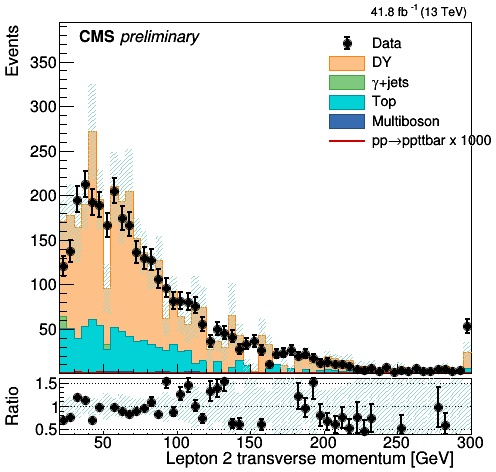 41.8 fb⁻¹ (13 TeV)
CMS preliminary
Events
Data
DY
γ+jets
Top
Multiboson
pp→ppttbar x 1000
350
300
250
200
150
100
50
Ratio
1.5
1
0.5
50 100 150 200 250 300
Lepton 2 transverse momentum [GeV]